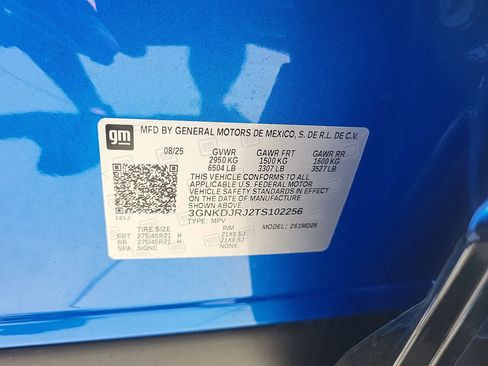 gm
MFD BY GENERAL MOTORS DE MEXICO, S. DE R.L. DE C.V.
08/25 GVWR GAWR FRT GAWR RR
2950 KG 1500 KG 1600 KG
6504 LB 3307 LB 3527 LB
THIS VEHICLE CONFORMS TO ALL
APPLICABLE U.S. FEDERAL MOTOR
VEHICLE SAFETY STANDARDS IN EFFECT
ON THE DATE OF MANUFACTURE SHOWN ABOVE.
3GNKDJRJ2TS102256
TYPE: MPV MODEL: 261MD26
TIRE SIZE RIM
FRT 275/45R21 H 21X9.5J
RR 275/45R21 H 21X9.5J
SPA NONE NONE